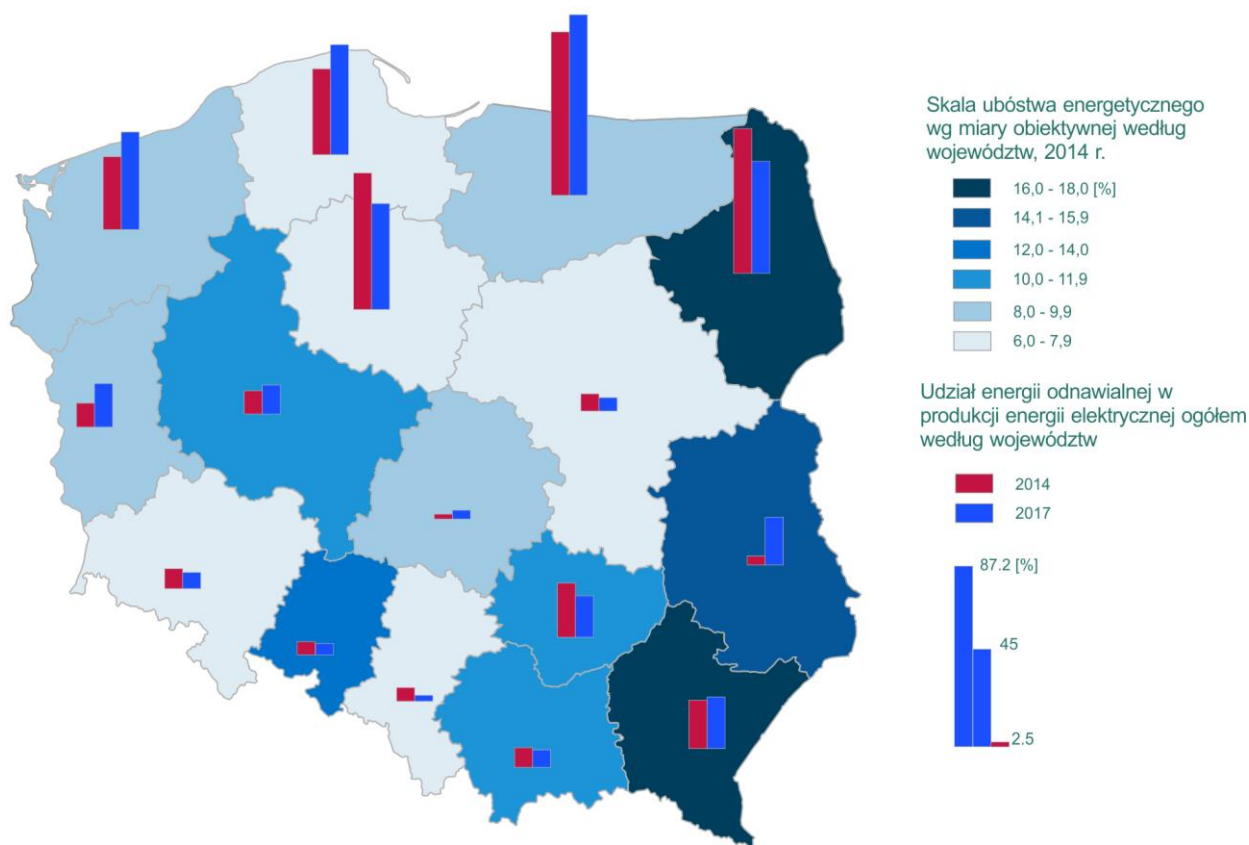 Skala ubóstwa energetycznego
wg miary obiektywnej według
województw, 2014 r.
16,0 - 18,0 [%]
14,1 - 15,9
12,0 - 14,0
10,0 - 11,9
8,0 - 9,9
6,0 - 7,9
Udział energii odnawialnej w
produkcji energii elektrycznej ogółem
według województw
2014
2017
87.2 [%]
45
2.5